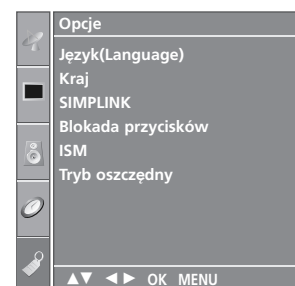 Opcje
Język(Language)
Kraj
SIMPLINK
Blokada przycisków
ISM
Tryb oszczędny
▲▼ ◄► OK MENU